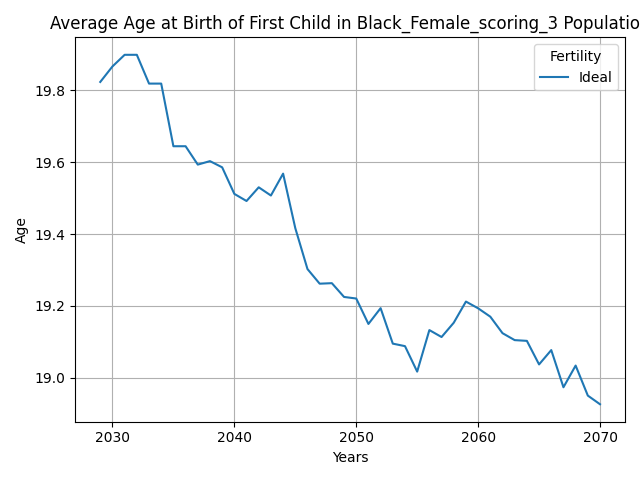 Average Age at Birth of First Child in Black_Female_scoring_3 Populatio
Fertility
Ideal
19.8
19.6
19.4
19.2
19.0
Age
2030 2040 2050 2060 2070
Years